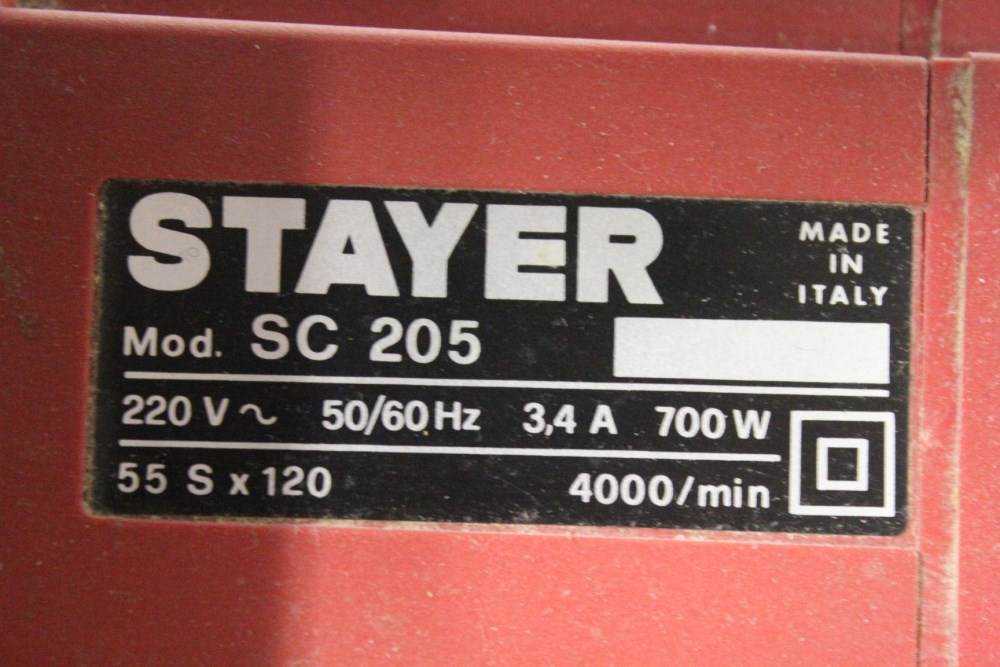 STAYER
MADE
IN
ITALY
Mod. SC 205
220 V ~ 50/60 Hz 3,4 A 700 W
55 S x 120 4000/min